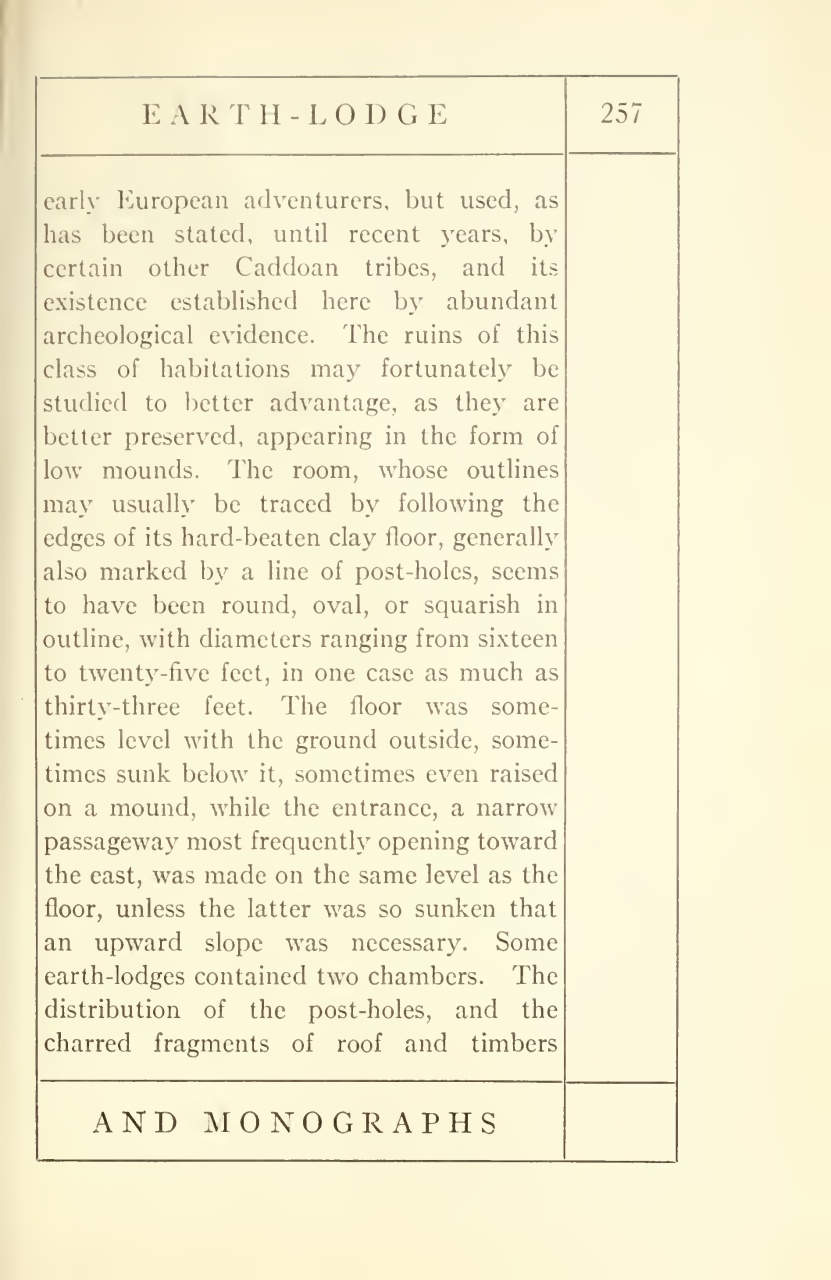 EARTH-LODGE
257
early European adventurers, but used, as
has been stated, until recent years, by
certain other Caddoan tribes, and its
existence established here by abundant
archeological evidence. The ruins of this
class of habitations may fortunately be
studied to better advantage, as they are
better preserved, appearing in the form of
low mounds. The room, whose outlines
may usually be traced by following the
edges of its hard-beaten clay floor, generally
also marked by a line of post-holes, seems
to have been round, oval, or squarish in
outline, with diameters ranging from sixteen
to twenty-five feet, in one case as much as
thirty-three feet. The floor was some-
times level with the ground outside, some-
times sunk below it, sometimes even raised
on a mound, while the entrance, a narrow
passageway most frequently opening toward
the east, was made on the same level as the
floor, unless the latter was so sunken that
an upward slope was necessary. Some
earth-lodges contained two chambers. The
distribution of the post-holes, and the
charred fragments of roof and timbers
AND MONOGRAPHS